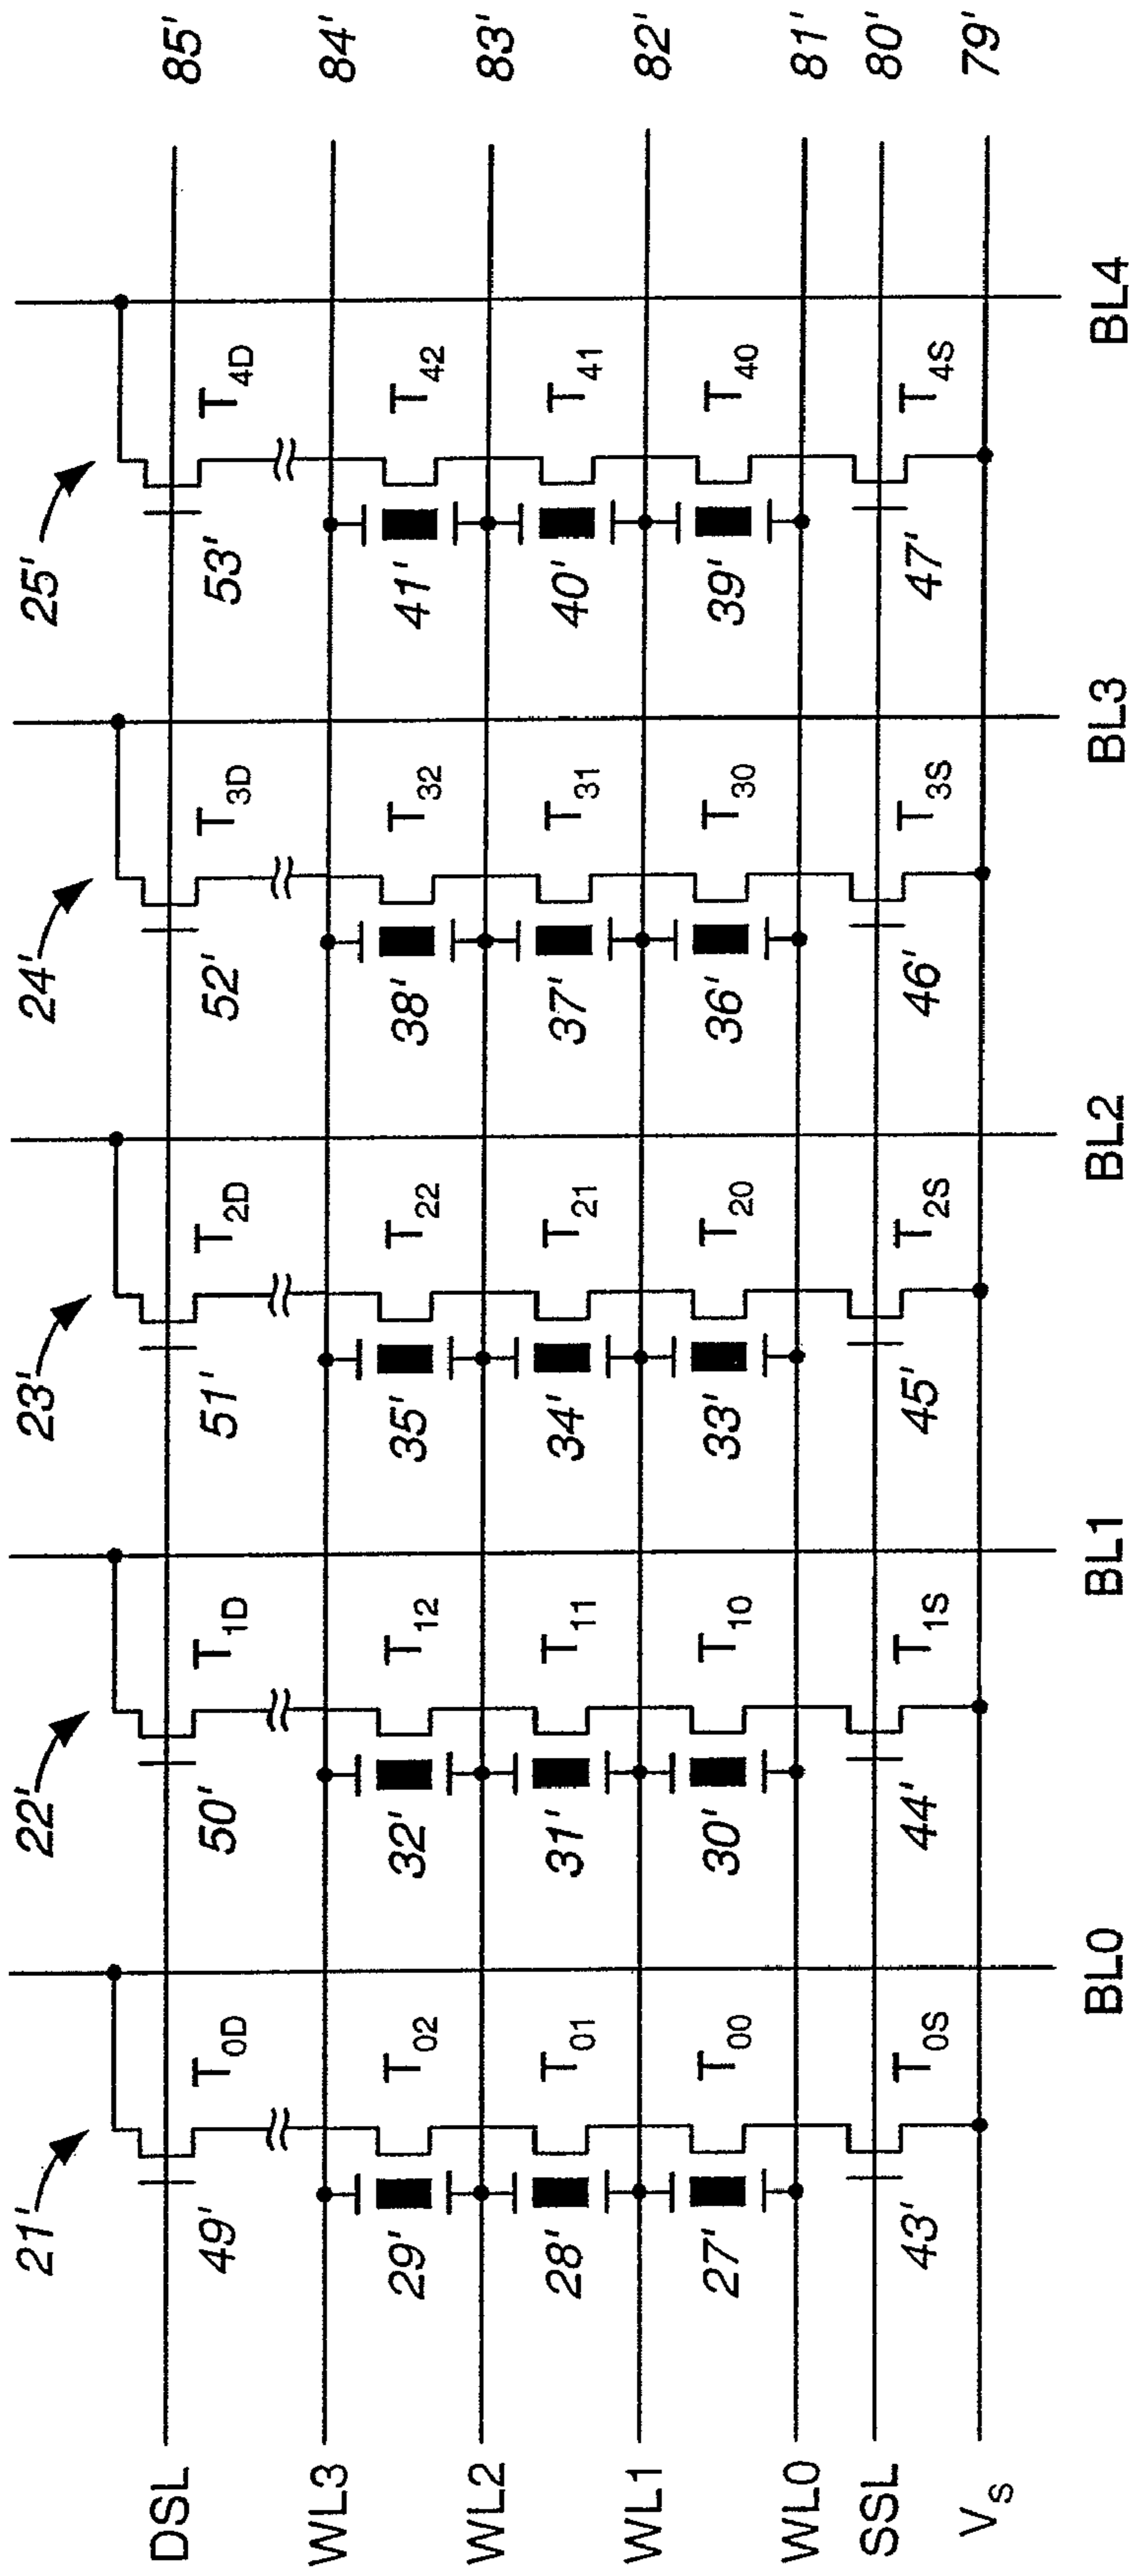 21' 22' 23' 24' 25'
DSL 85'
49' T0D 50' T1D 51' T2D 52' T3D 53' T4D
WL3 84'
29' T02 32' T12 35' T22 38' T32 41' T42
WL2 83'
28' T01 31' T11 34' T21 37' T31 40' T41
WL1 82'
27' T00 30' T10 33' T20 36' T30 39' T40
WL0 81'
SSL 80'
43' T0S 44' T1S 45' T2S 46' T3S 47' T4S
VS 79'
BL0 BL1 BL2 BL3 BL4